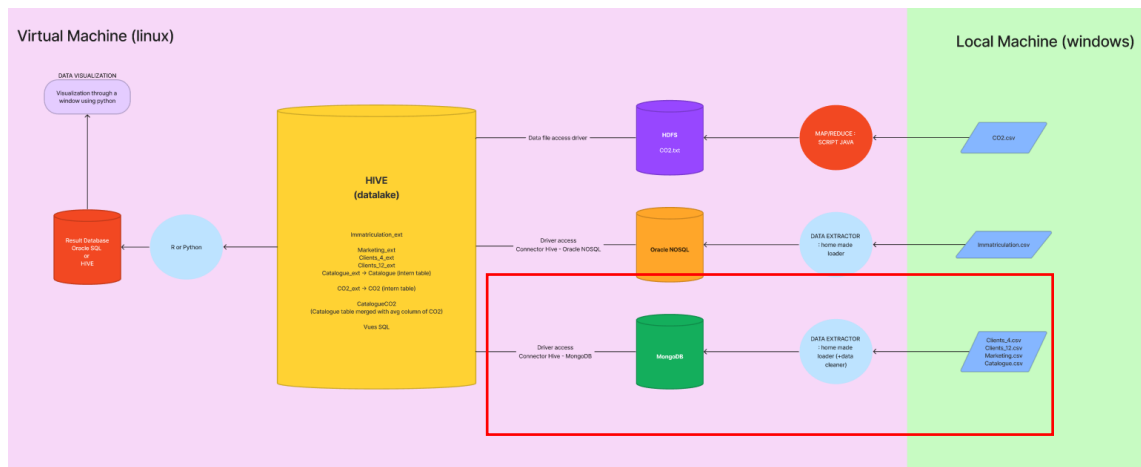 Virtual Machine (linux)
Local Machine (windows)
DATA VISUALIZATION
Visualization through a
window using python
Result Database
Oracle SQL
or
HIVE
R or Python
HIVE
(datalake)
Immatriculation_ext
Marketing_ext
Clients_4_ext
Clients_12_ext
Catalogue_ext → Catalogue (Intern table)
CO2_ext → CO2 (Intern table)
CatalogueCO2
(Catalogue table merged with avg column of CO2)
Vues SQL
Data file access driver
HDFS
CO2.txt
MAP/REDUCE :
SCRIPT JAVA
CO2.csv
Driver access
Connector Hive - Oracle NOSQL
Oracle NOSQL
DATA EXTRACTOR
: home made
loader
Immatriculation.csv
Driver access
Connector Hive - MongoDB
MongoDB
DATA EXTRACTOR
: home made
loader (+data
cleaner)
Clients_4.csv
Clients_12.csv
Marketing.csv
Catalogue.csv